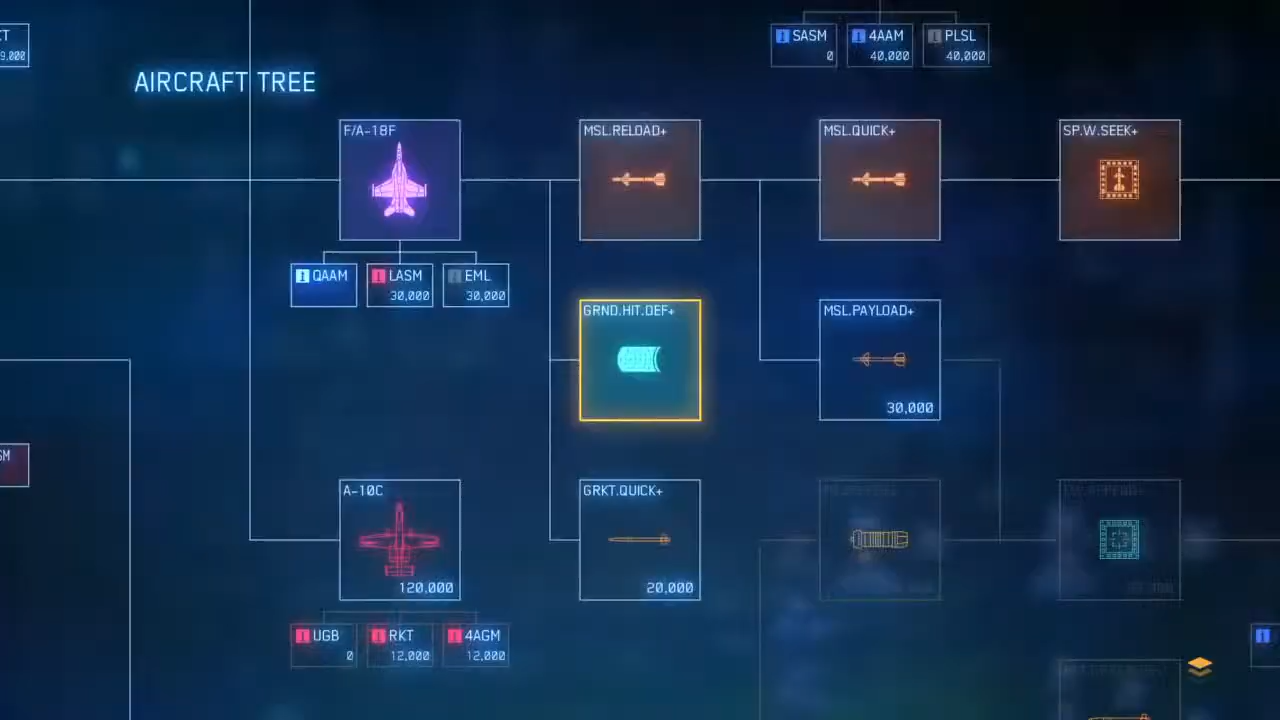 CT
9,000
SASM
0
4AAM
40,000
PLSL
40,000
AIRCRAFT TREE
F/A-18F
MSL.RELOAD+
MSL.QUICK+
SP.W.SEEK+
QAAM
LASM
30,000
EML
30,000
GRND.HIT.DEF+
MSL.PAYLOAD+
30,000
SM
A-10C
120,000
GRKT.QUICK+
20,000
UGB
0
RKT
12,000
4AGM
12,000